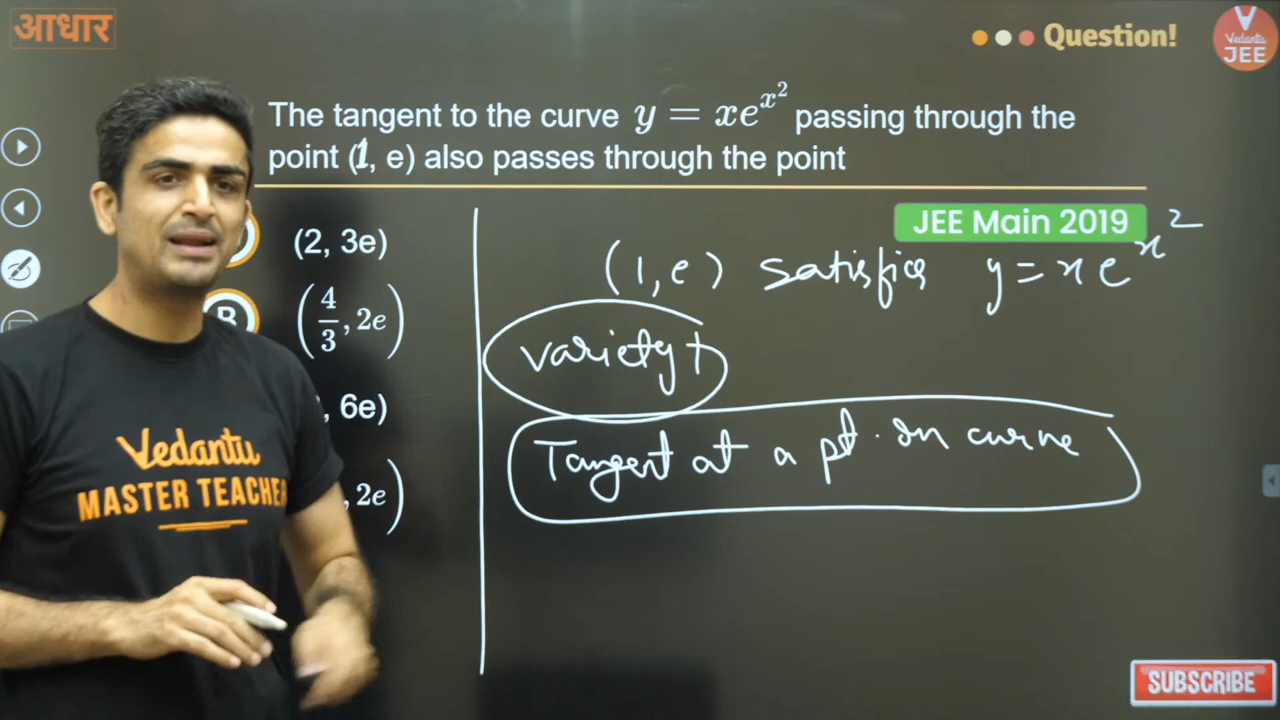 आधार
Question!
Vedantu
JEE
The tangent to the curve y = xe^{x^2} passing through the
point (1, e) also passes through the point
JEE Main 2019
(2, 3e)
B
(4/3, 2e)
, 6e)
, 2e)
(1, e) satisfies y = x e^{x^2}
variety 1
Tangent at a pt. on curve
Vedantu
MASTER TEACHER
SUBSCRIBE